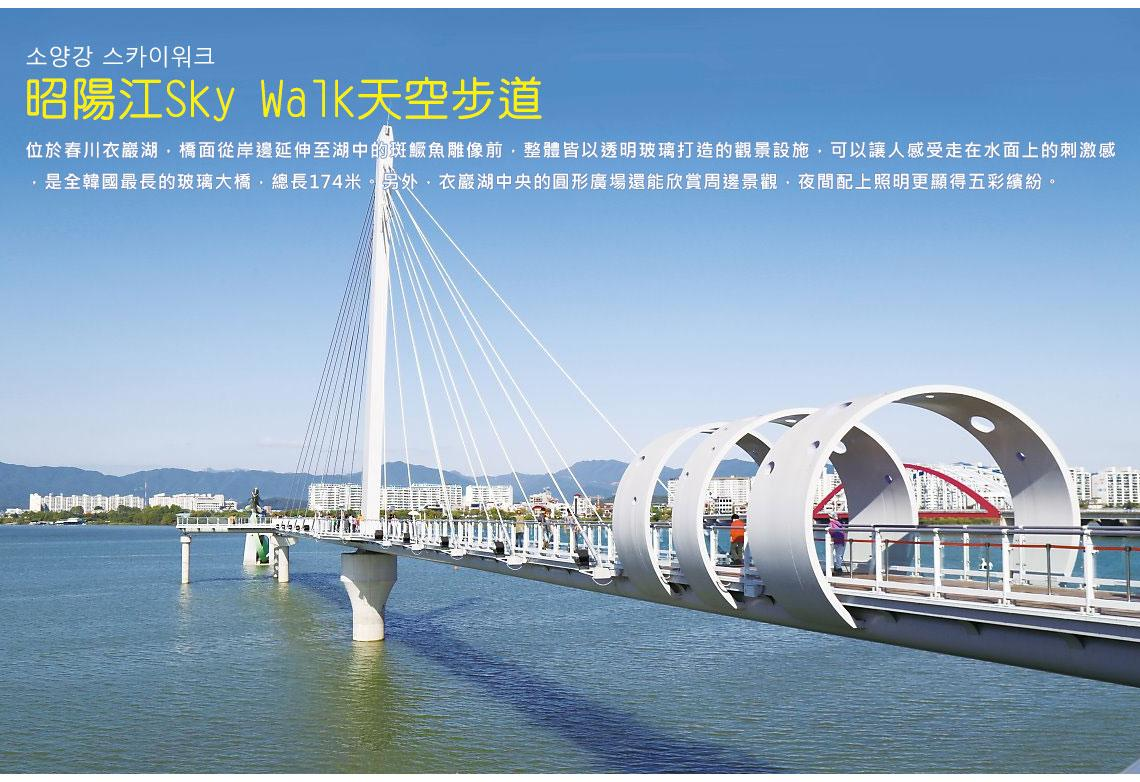 소양강 스카이워크
昭陽江Sky Walk天空步道
位於春川衣巖湖，橋面從岸邊延伸至湖中的斑鱖魚雕像前，整體皆以透明玻璃打造的觀景設施，可以讓人感受走在水面上的刺激感
，是全韓國最長的玻璃大橋，總長174米。另外，衣巖湖中央的圓形廣場還能欣賞周邊景觀，夜間配上照明更顯得五彩繽紛。